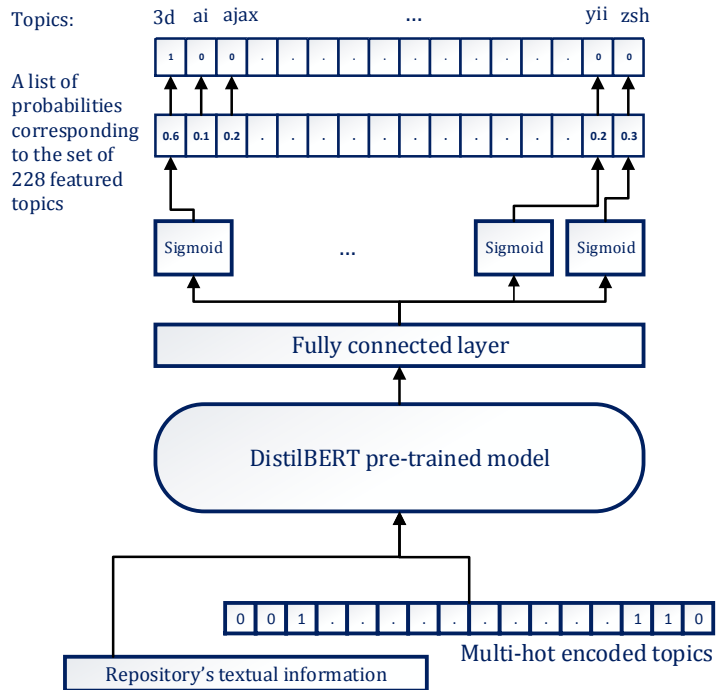 Topics: 3d ai ajax ... yii zsh
1 0 0 . . . . . . . . . . . 0 0
A list of
probabilities
corresponding
to the set of
228 featured
topics
0.6 0.1 0.2 . . . . . . . . . . . 0.2 0.3
Sigmoid ... Sigmoid Sigmoid
Fully connected layer
DistilBERT pre-trained model
0 0 1 . . . . . . . . . . 1 1 0
Multi-hot encoded topics
Repository's textual information